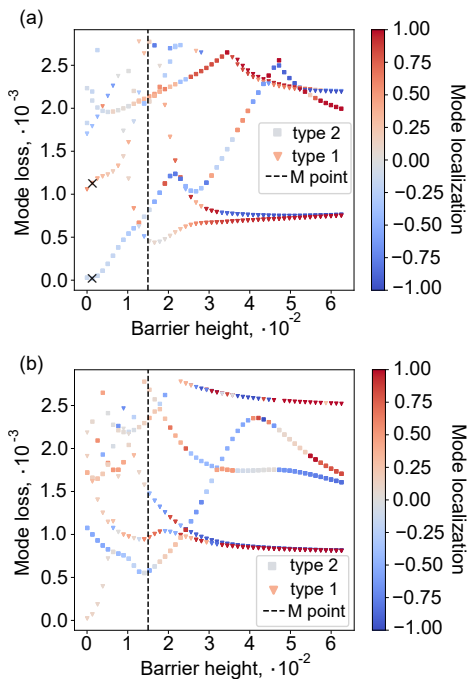 (a)
2.5
2.0
1.5
1.0
0.5
0.0
Mode loss, ·10⁻³
type 2
type 1
M point
0 1 2 3 4 5 6
Barrier height, ·10⁻²
1.00
0.75
0.50
0.25
0.00
−0.25
−0.50
−0.75
−1.00
Mode localization
(b)
2.5
2.0
1.5
1.0
0.5
0.0
Mode loss, ·10⁻³
type 2
type 1
M point
0 1 2 3 4 5 6
Barrier height, ·10⁻²
1.00
0.75
0.50
0.25
0.00
−0.25
−0.50
−0.75
−1.00
Mode localization